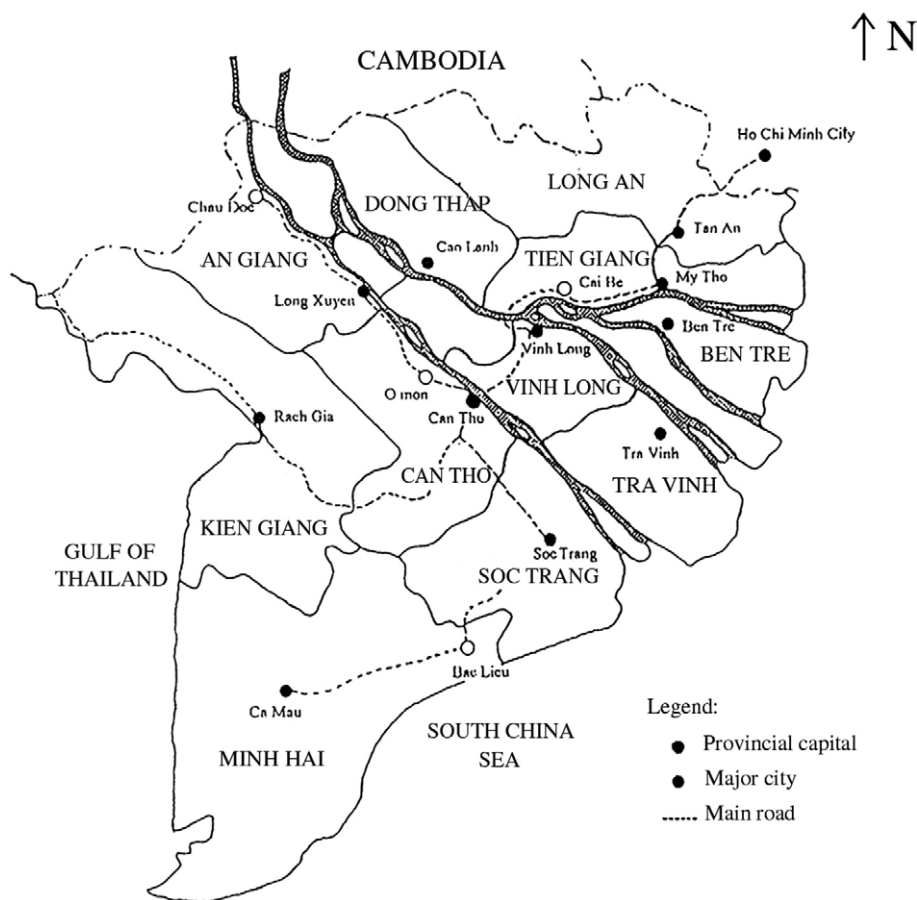 N
CAMBODIA
Ho Chi Minh City
LONG AN
DONG THAP
Chau Doc
Tan An
Cao Lanh
TIEN GIANG
AN GIANG
Cai Be
My Tho
Long Xuyen
Ben Tre
Vinh Long
BEN TRE
VINH LONG
O mon
Can Tho
Rach Gia
Tra Vinh
CAN THO
TRA VINH
KIEN GIANG
GULF OF
THAILAND
Soc Trang
SOC TRANG
Bac Lieu
Ca Mau
MINH HAI
SOUTH CHINA
SEA
Legend:
Provincial capital
Major city
Main road